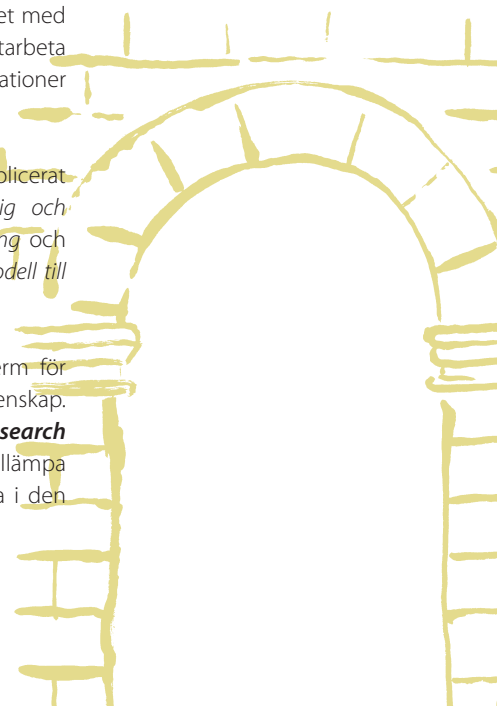 et med
tarbeta
ationer
plicerat
ig och
ng och
odell till
erm för
enskap.
search
llämpa
a i den